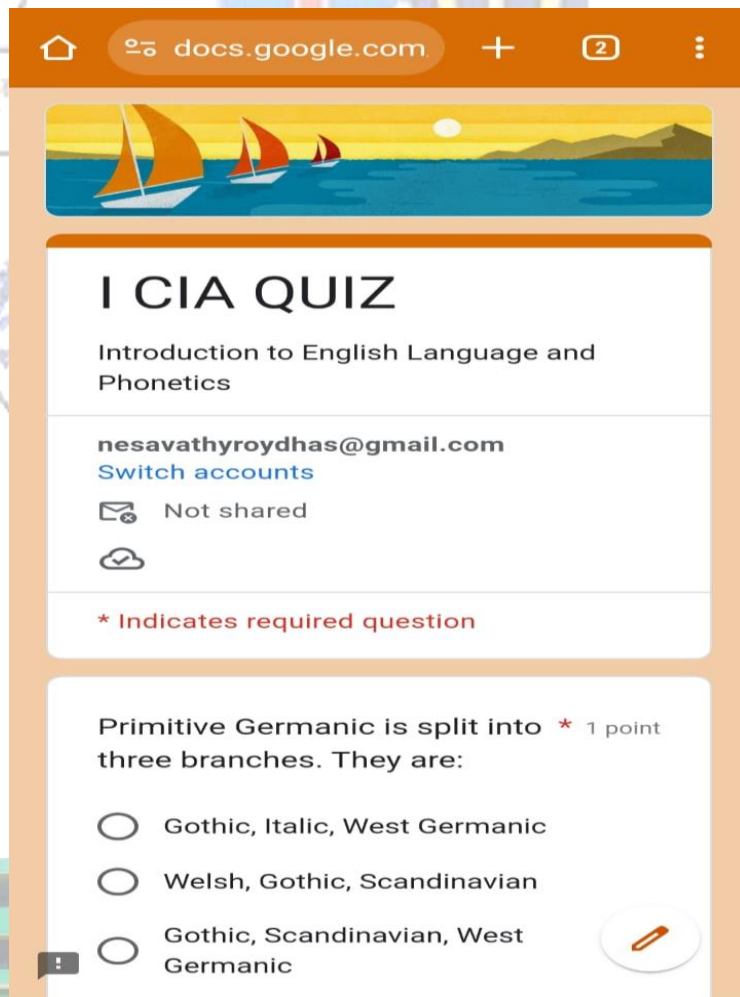 docs.google.com
2
I CIA QUIZ
Introduction to English Language and
Phonetics
nesavathyroydhas@gmail.com
Switch accounts
Not shared
* Indicates required question
Primitive Germanic is split into * 1 point
three branches. They are:
Gothic, Italic, West Germanic
Welsh, Gothic, Scandinavian
Gothic, Scandinavian, West
Germanic